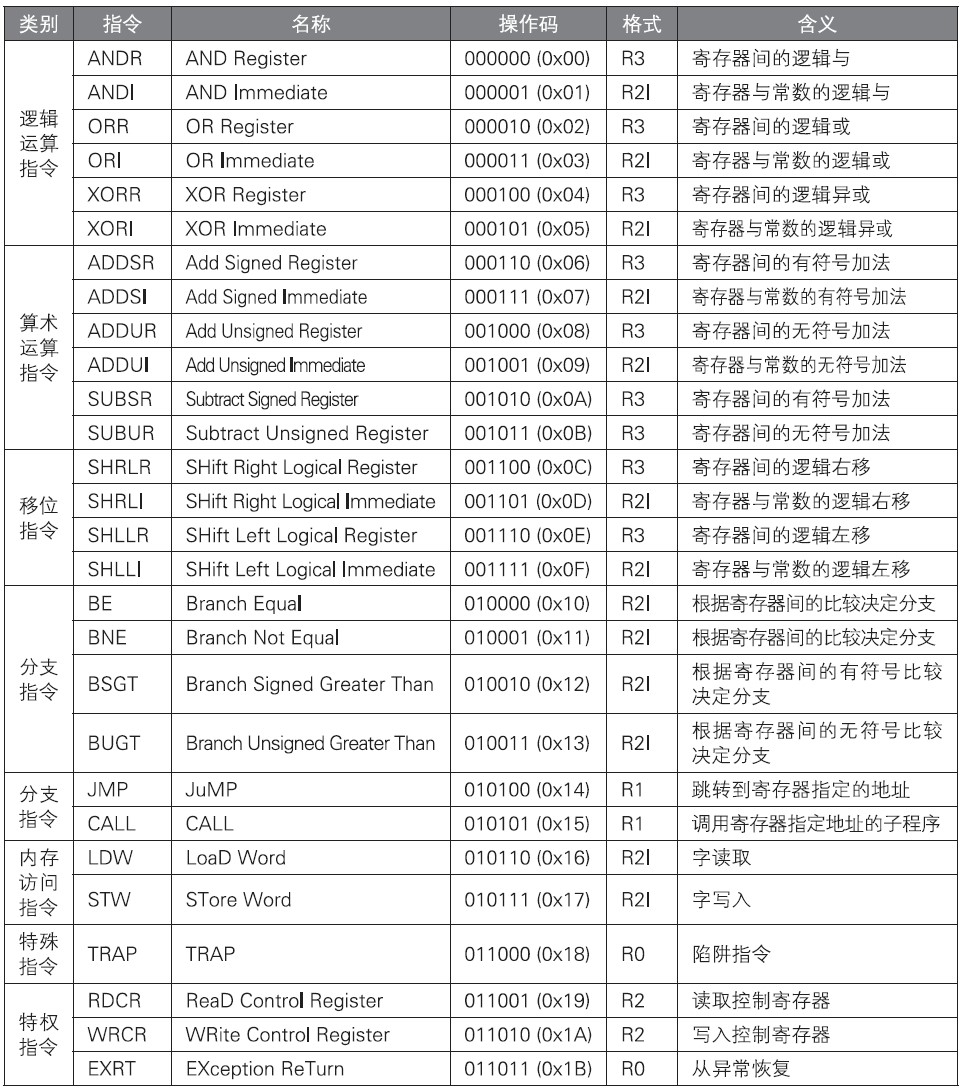 类别 指令 名称 操作码 格式 含义
逻辑
运算
指令
ANDR AND Register 000000 (0x00) R3 寄存器间的逻辑与
ANDI AND Immediate 000001 (0x01) R2I 寄存器与常数的逻辑与
ORR OR Register 000010 (0x02) R3 寄存器间的逻辑或
ORI OR Immediate 000011 (0x03) R2I 寄存器与常数的逻辑或
XORR XOR Register 000100 (0x04) R3 寄存器间的逻辑异或
XORI XOR Immediate 000101 (0x05) R2I 寄存器与常数的逻辑异或
算术
运算
指令
ADDSR Add Signed Register 000110 (0x06) R3 寄存器间的有符号加法
ADDSI Add Signed Immediate 000111 (0x07) R2I 寄存器与常数的有符号加法
ADDUR Add Unsigned Register 001000 (0x08) R3 寄存器间的无符号加法
ADDUI Add Unsigned Immediate 001001 (0x09) R2I 寄存器与常数的无符号加法
SUBSR Subtract Signed Register 001010 (0x0A) R3 寄存器间的有符号加法
SUBUR Subtract Unsigned Register 001011 (0x0B) R3 寄存器间的无符号加法
移位
指令
SHRLR SHift Right Logical Register 001100 (0x0C) R3 寄存器间的逻辑右移
SHRLI SHift Right Logical Immediate 001101 (0x0D) R2I 寄存器与常数的逻辑右移
SHLLR SHift Left Logical Register 001110 (0x0E) R3 寄存器间的逻辑左移
SHLLI SHift Left Logical Immediate 001111 (0x0F) R2I 寄存器与常数的逻辑左移
分支
指令
BE Branch Equal 010000 (0x10) R2I 根据寄存器间的比较决定分支
BNE Branch Not Equal 010001 (0x11) R2I 根据寄存器间的比较决定分支
BSGT Branch Signed Greater Than 010010 (0x12) R2I 根据寄存器间的有符号比较
决定分支
BUGT Branch Unsigned Greater Than 010011 (0x13) R2I 根据寄存器间的无符号比较
决定分支
分支
指令
JMP JuMP 010100 (0x14) R1 跳转到寄存器指定的地址
CALL CALL 010101 (0x15) R1 调用寄存器指定地址的子程序
内存
访问
指令
LDW LoaD Word 010110 (0x16) R2I 字读取
STW STore Word 010111 (0x17) R2I 字写入
特殊
指令
TRAP TRAP 011000 (0x18) R0 陷阱指令
特权
指令
RDCR ReaD Control Register 011001 (0x19) R2 读取控制寄存器
WRCR WRite Control Register 011010 (0x1A) R2 写入控制寄存器
EXRT EXception ReTurn 011011 (0x1B) R0 从异常恢复